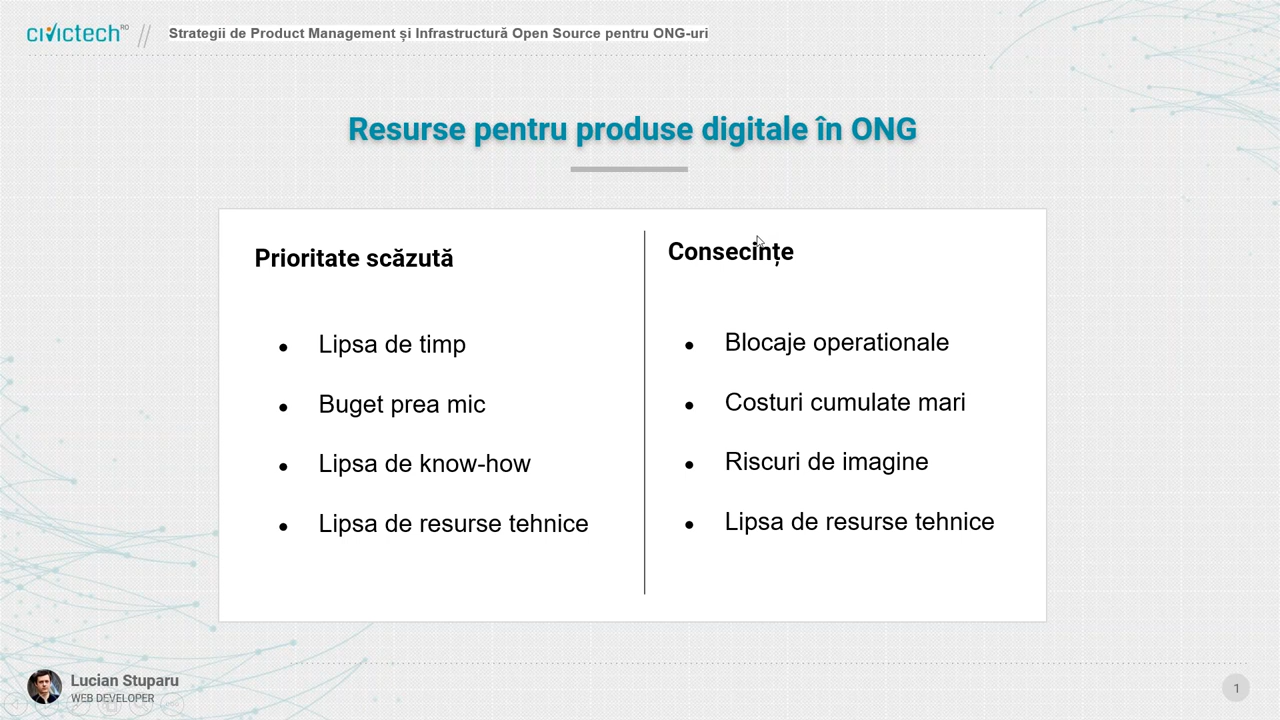 civictech RO
Strategii de Product Management și Infrastructură Open Source pentru ONG-uri
Resurse pentru produse digitale în ONG
Prioritate scăzută
Lipsa de timp
Buget prea mic
Lipsa de know-how
Lipsa de resurse tehnice
Consecințe
Blocaje operationale
Costuri cumulate mari
Riscuri de imagine
Lipsa de resurse tehnice
Lucian Stuparu
WEB DEVELOPER
1